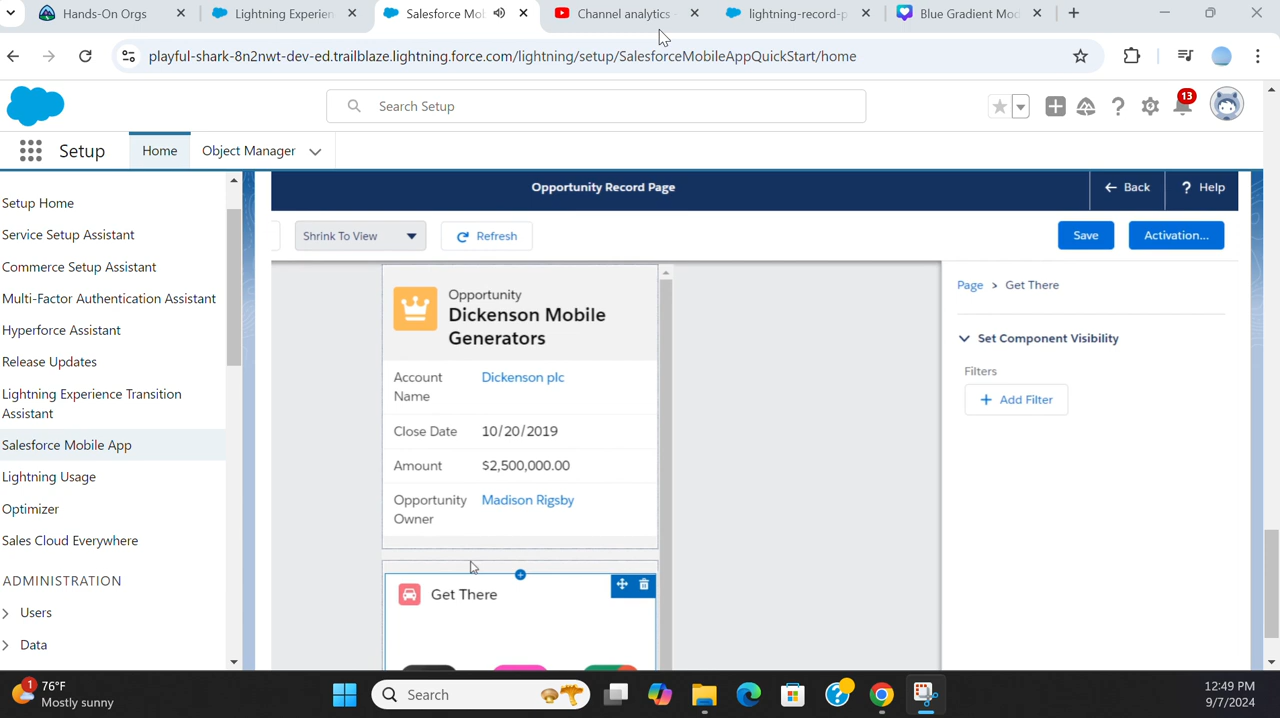 Hands-On Orgs
Lightning Experien
Salesforce Mol
Channel analytics
lightning-record-p
Blue Gradient Mod
playful-shark-8n2nwt-dev-ed.trailblaze.lightning.force.com/lightning/setup/SalesforceMobileAppQuickStart/home
Search Setup
13
Setup
Home
Object Manager
Setup Home
Service Setup Assistant
Commerce Setup Assistant
Multi-Factor Authentication Assistant
Hyperforce Assistant
Release Updates
Lightning Experience Transition
Assistant
Salesforce Mobile App
Lightning Usage
Optimizer
Sales Cloud Everywhere
ADMINISTRATION
Users
Data
Opportunity Record Page
Back
? Help
Shrink To View
Refresh
Save
Activation...
Opportunity
Dickenson Mobile
Generators
Account
Name
Dickenson plc
Close Date
10/20/2019
Amount
$2,500,000.00
Opportunity
Owner
Madison Rigsby
Get There
Page > Get There
Set Component Visibility
Filters
+ Add Filter
1
76°F
Mostly sunny
Search
12:49 PM
9/7/2024